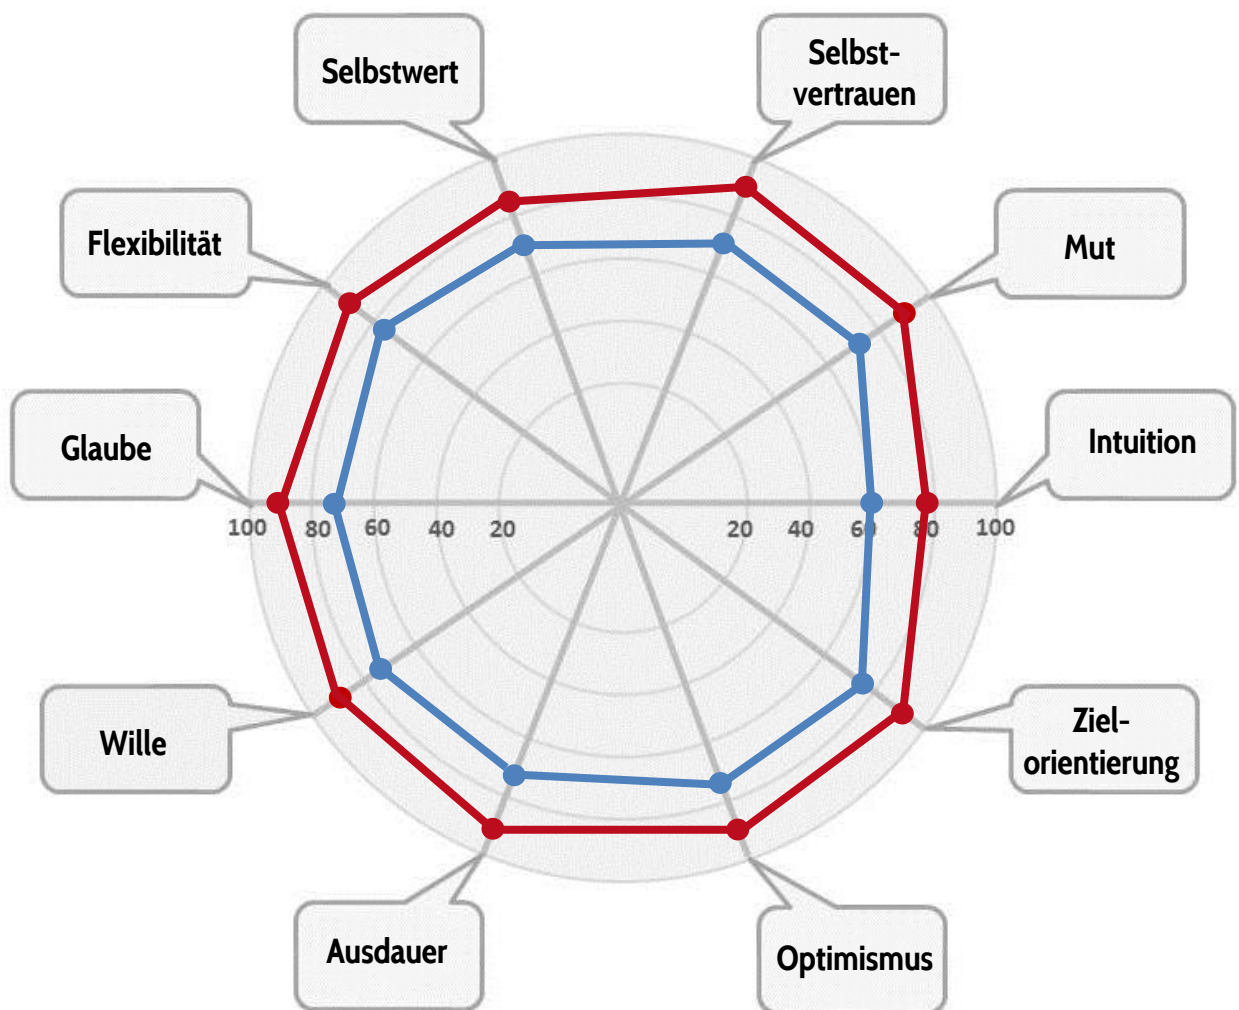 Selbstwert
Selbst-
vertrauen
Flexibilität
Mut
Glaube
Intuition
100 80 60 40 20 20 40 60 80 100
Wille
Ziel-
orientierung
Ausdauer
Optimismus